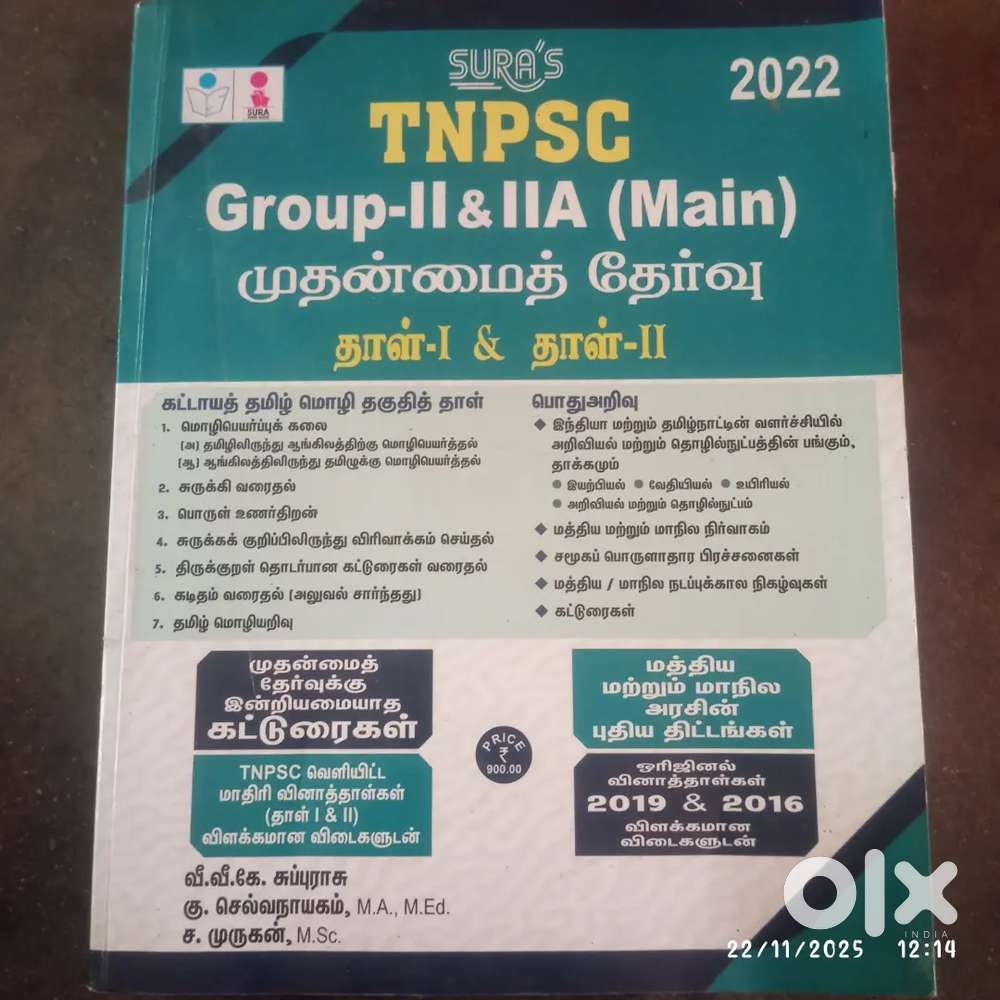 SURA'S
2022
SURA
TNPSC
Group-II & IIA (Main)
முதன்மைத் தேர்வு
தாள்-I & தாள்-II
கட்டாயத் தமிழ் மொழி தகுதித் தாள்
1. மொழிபெயர்ப்புக் கலை
(அ) தமிழிலிருந்து ஆங்கிலத்திற்கு மொழிபெயர்த்தல்
(ஆ) ஆங்கிலத்திலிருந்து தமிழுக்கு மொழிபெயர்த்தல்
2. சுருக்கி வரைதல்
3. பொருள் உணர்திறன்
4. சுருக்கக் குறிப்பிலிருந்து விரிவாக்கம் செய்தல்
5. திருக்குறள் தொடர்பான கட்டுரைகள் வரைதல்
6. கடிதம் வரைதல் (அலுவல் சார்ந்தது)
7. தமிழ் மொழியறிவு
பொதுஅறிவு
◆ இந்தியா மற்றும் தமிழ்நாட்டின் வளர்ச்சியில்
அறிவியல் மற்றும் தொழில்நுட்பத்தின் பங்கும்,
தாக்கமும்
● இயற்பியல் ● வேதியியல் ● உயிரியல்
● அறிவியல் மற்றும் தொழில்நுட்பம்
◆ மத்திய மற்றும் மாநில நிர்வாகம்
◆ சமூகப் பொருளாதார பிரச்சனைகள்
◆ மத்திய / மாநில நடப்புக்கால நிகழ்வுகள்
◆ கட்டுரைகள்
முதன்மைத்
தேர்வுக்கு
இன்றியமையாத
கட்டுரைகள்
TNPSC வெளியிட்ட
மாதிரி வினாத்தாள்கள்
(தாள் I & II)
விளக்கமான விடைகளுடன்
PRICE
₹
900.00
மத்திய
மற்றும் மாநில
அரசின்
புதிய திட்டங்கள்
ஒரிஜினல்
வினாத்தாள்கள்
2019 & 2016
விளக்கமான
விடைகளுடன்
வீ.வீ.கே. சுப்புராசு
கு. செல்வநாயகம், M.A., M.Ed.
ச. முருகன், M.Sc.
olx
INDIA
22/11/2025 12:14